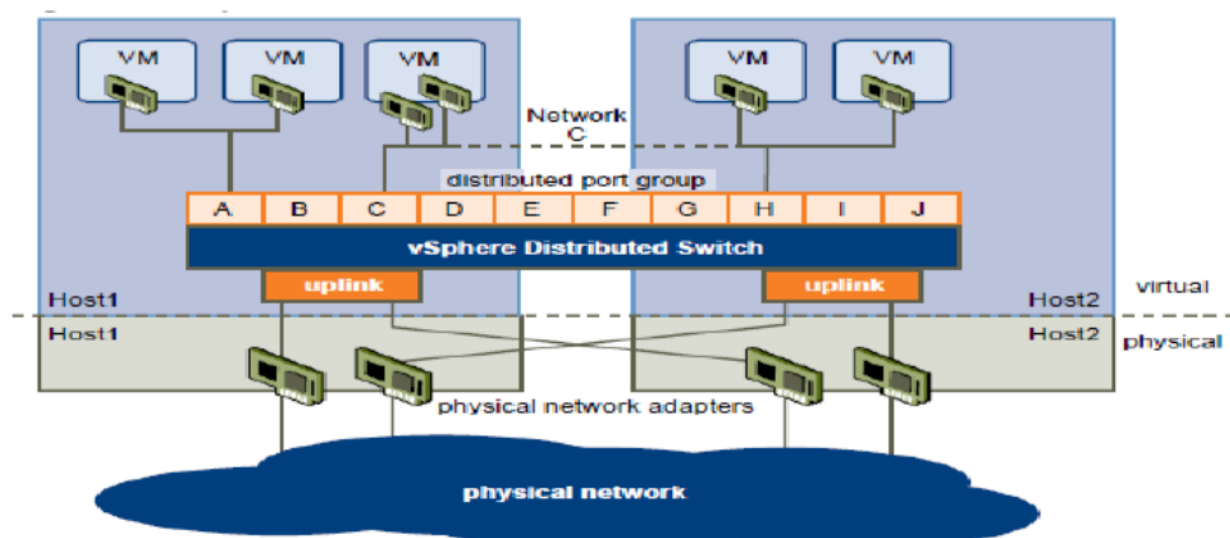 VM VM VM VM VM
Network
C
distributed port group
A B C D E F G H I J
vSphere Distributed Switch
uplink uplink
Host1 Host2 virtual
Host1 Host2 physical
physical network adapters
physical network